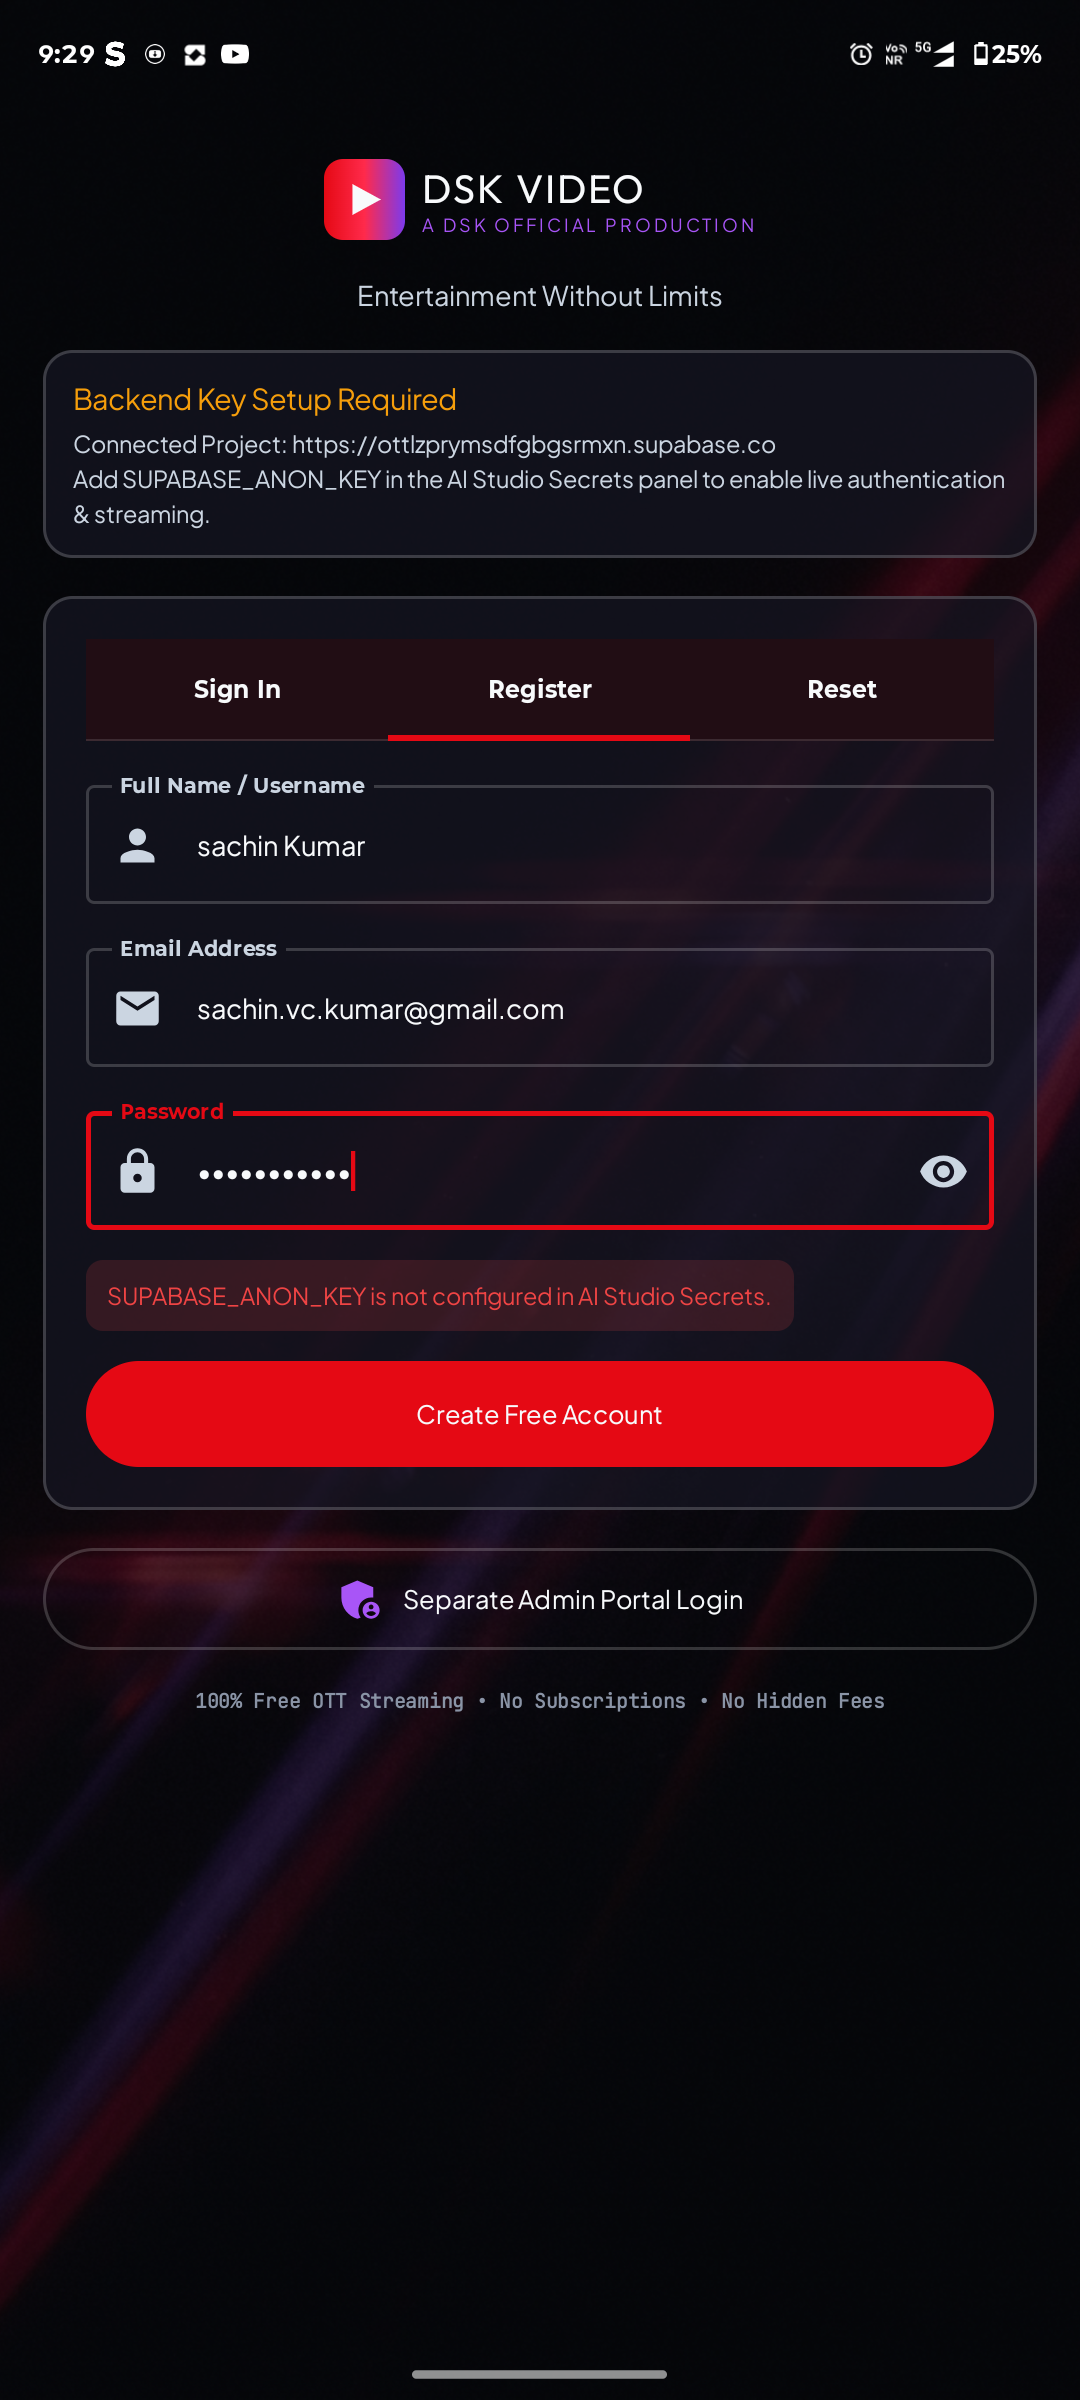 9:29
Vo NR 5G 25%
DSK VIDEO
A DSK OFFICIAL PRODUCTION
Entertainment Without Limits
Backend Key Setup Required
Connected Project: https://ottlzprymsdfgbgsrmxn.supabase.co
Add SUPABASE_ANON_KEY in the AI Studio Secrets panel to enable live authentication
& streaming.
Sign In Register Reset
Full Name / Username
sachin Kumar
Email Address
sachin.vc.kumar@gmail.com
Password
•••••••••••
SUPABASE_ANON_KEY is not configured in AI Studio Secrets.
Create Free Account
Separate Admin Portal Login
100% Free OTT Streaming • No Subscriptions • No Hidden Fees